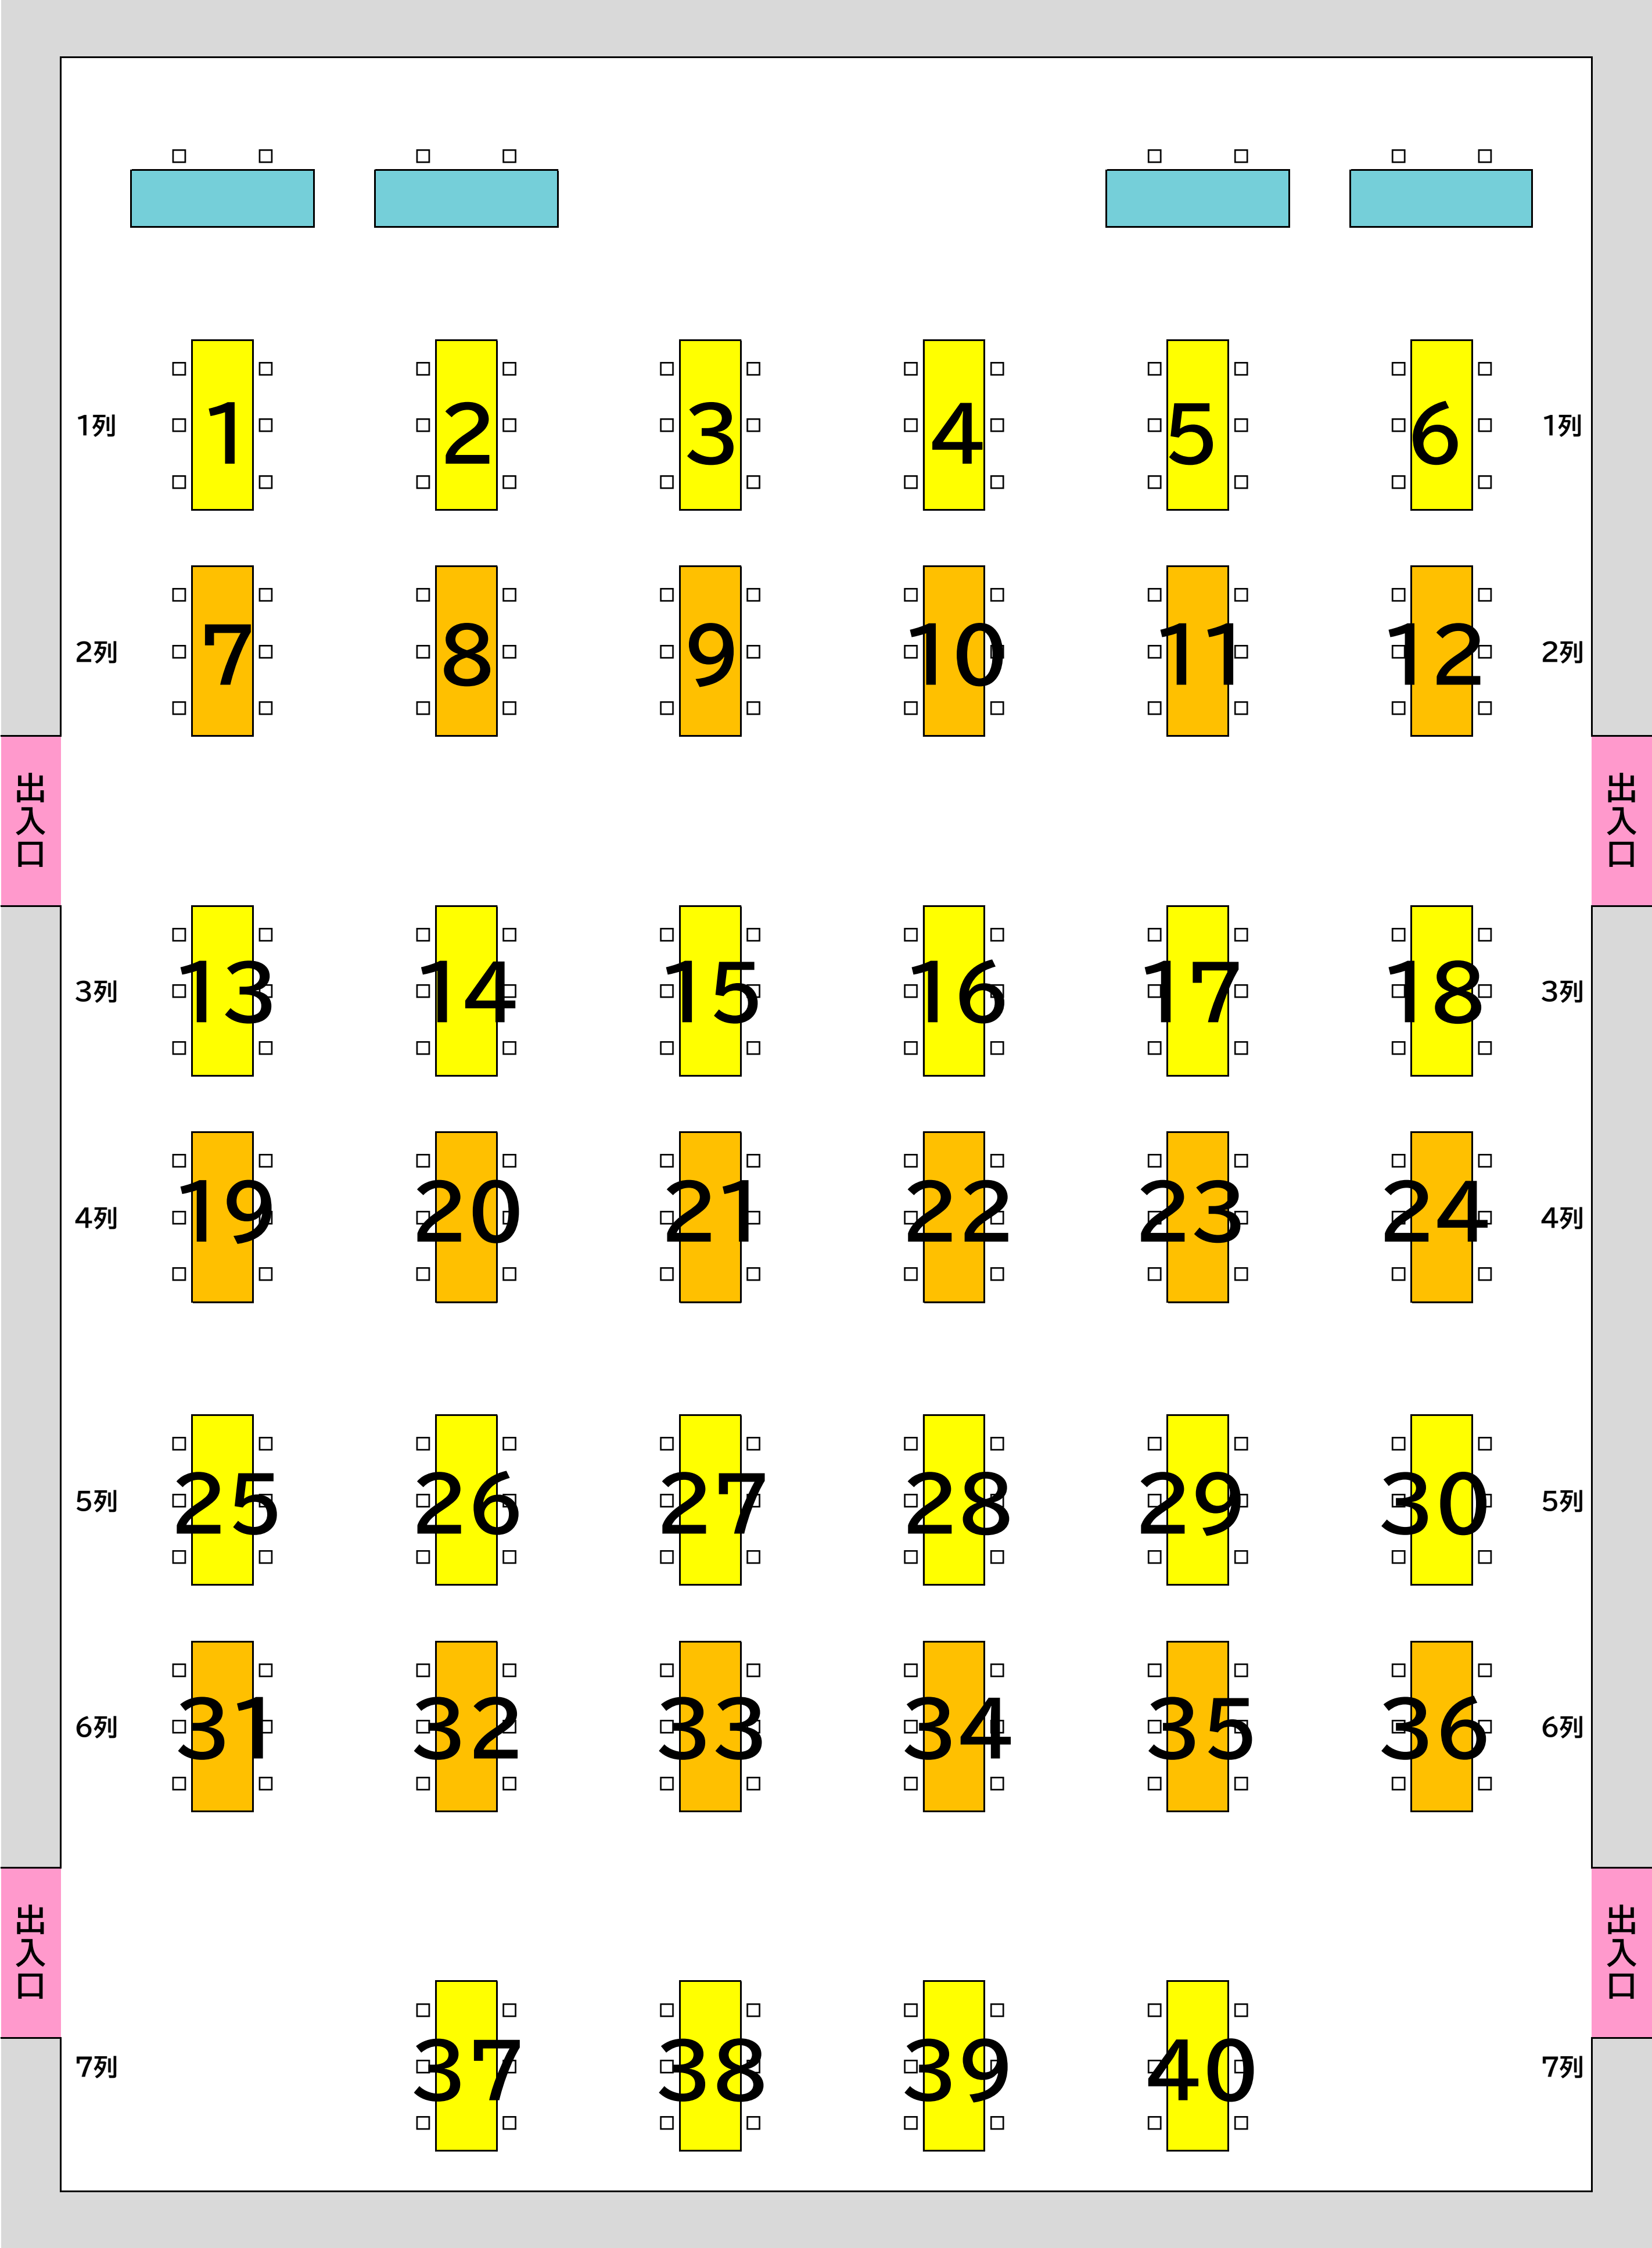 1列 1 2 3 4 5 6 1列
2列 7 8 9 10 11 12 2列
出入口 出入口
3列 13 14 15 16 17 18 3列
4列 19 20 21 22 23 24 4列
5列 25 26 27 28 29 30 5列
6列 31 32 33 34 35 36 6列
出入口 出入口
7列 37 38 39 40 7列